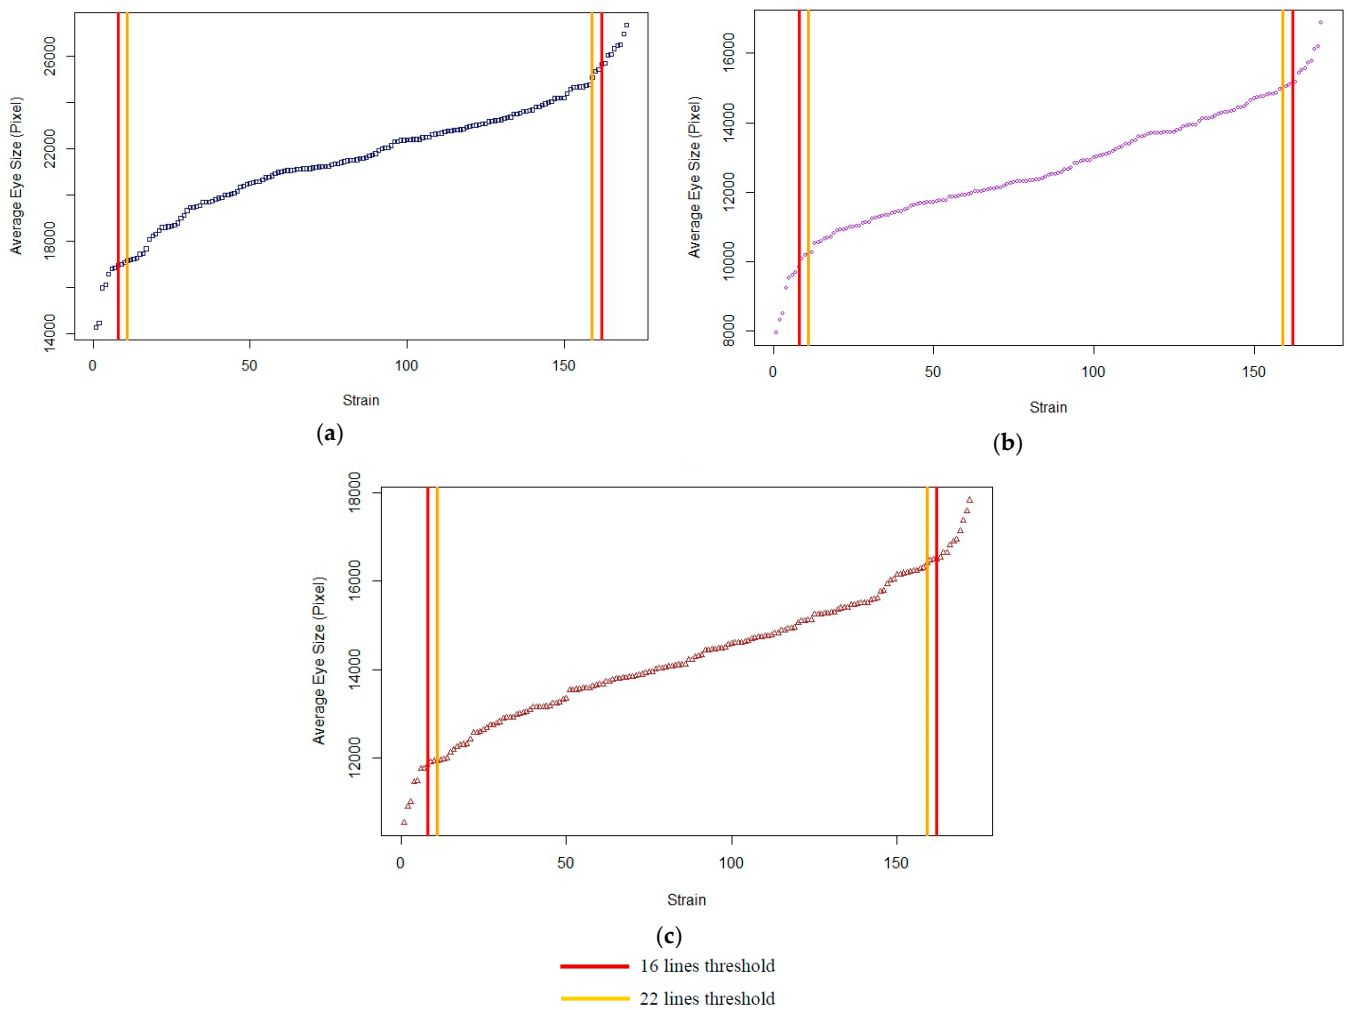 Average Eye Size (Pixel)
26000
22000
18000
14000
0 50 100 150
Strain
(a)
Average Eye Size (Pixel)
16000
14000
12000
10000
8000
0 50 100 150
Strain
(b)
Average Eye Size (Pixel)
18000
16000
14000
12000
0 50 100 150
Strain
(c)
16 lines threshold
22 lines threshold